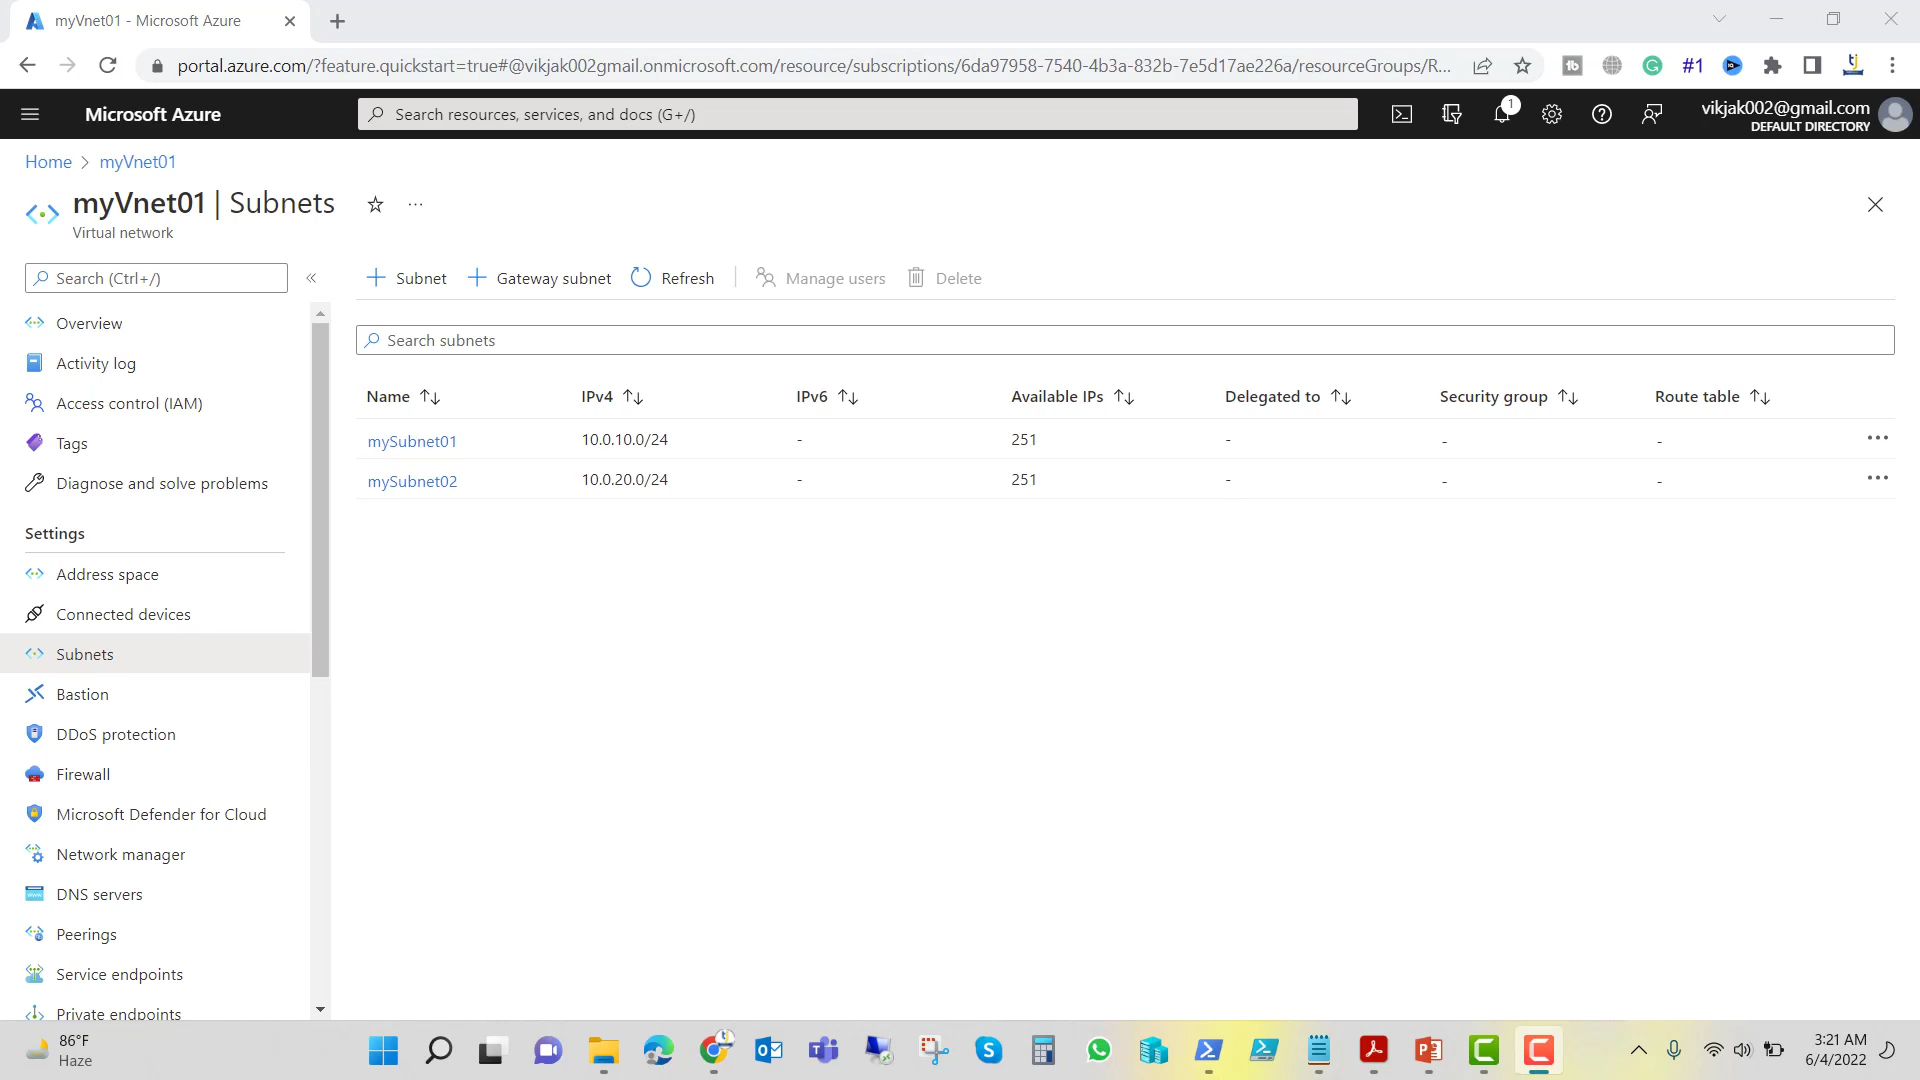 myVnet01 - Microsoft Azure
portal.azure.com/?feature.quickstart=true#@vikjak002gmail.onmicrosoft.com/resource/subscriptions/6da97958-7540-4b3a-832b-7e5d17ae226a/resourceGroups/R...
#1
Microsoft Azure
Search resources, services, and docs (G+/)
1
vikjak002@gmail.com
DEFAULT DIRECTORY
Home > myVnet01
myVnet01 | Subnets
Virtual network
Search (Ctrl+/)
Subnet
Gateway subnet
Refresh
Manage users
Delete
Overview
Activity log
Access control (IAM)
Tags
Diagnose and solve problems
Settings
Address space
Connected devices
Subnets
Bastion
DDoS protection
Firewall
Microsoft Defender for Cloud
Network manager
DNS servers
Peerings
Service endpoints
Private endpoints
Search subnets
Name IPv4 IPv6 Available IPs Delegated to Security group Route table
mySubnet01 10.0.10.0/24 - 251 - - -
mySubnet02 10.0.20.0/24 - 251 - - -
86°F
Haze
3:21 AM
6/4/2022